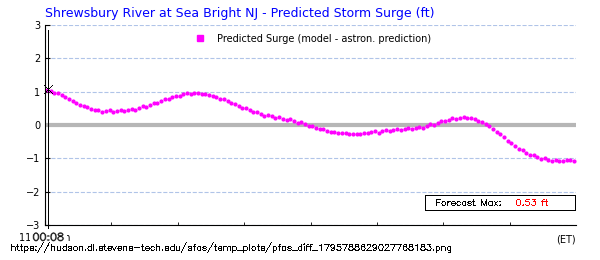 Shrewsbury River at Sea Bright NJ - Predicted Storm Surge (ft)
3
Predicted Surge (model - astron. prediction)
2
1
0
−1
Forecast Max: 0.53 ft
−2
−3
(ET)
https://hudson.dl.stevens-tech.edu/sfas/temp_plots/pfas_diff_1795788629027768183.png